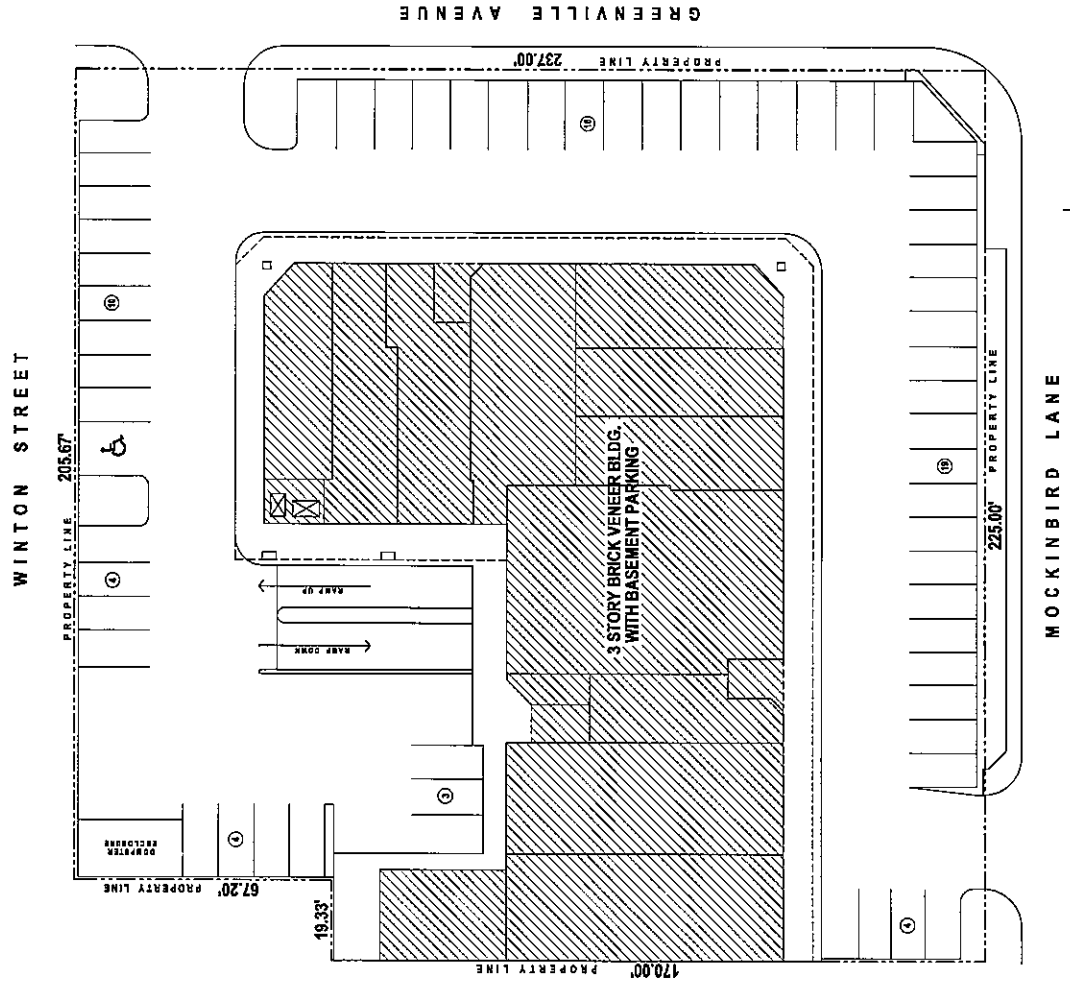 GREENVILLE AVENUE
237.00'
PROPERTY LINE
16
WINTON STREET
205.67'
PROPERTY LINE
10
4
RAMP UP
RAMP DOWN
3 STORY BRICK VENEER BLDG.
WITH BASEMENT PARKING
3
DUMPSTER
ENCLOSURE
4
67.20'
PROPERTY LINE
19.33'
170.00'
PROPERTY LINE
4
19
225.00'
PROPERTY LINE
MOCKINBIRD LANE